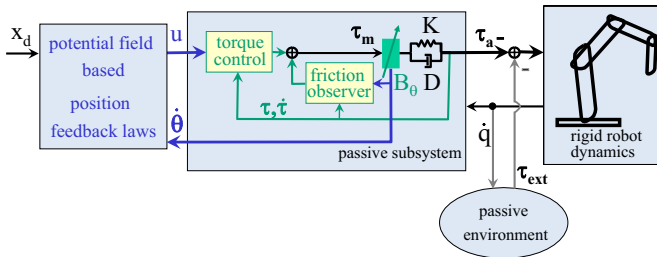 x_d
potential field
based
position
feedback laws
u
θ̇
torque
control
friction
observer
τ_m
B_θ
K
D
τ,τ̇
passive subsystem
τ_a
-
-
q̇
τ_ext
rigid robot
dynamics
passive
environment